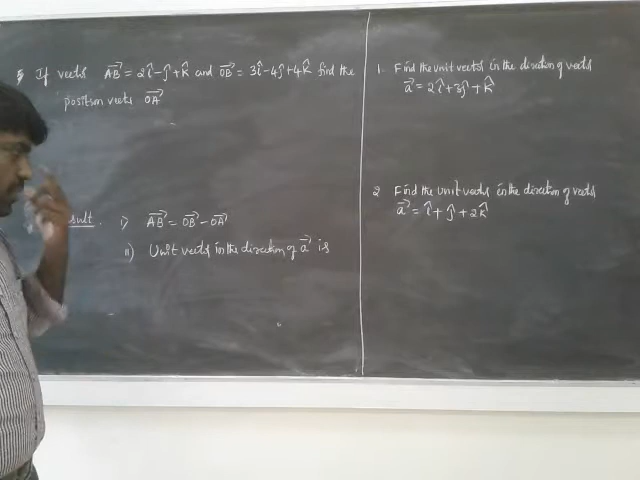 If vector AB⃗ = 2î-ĵ+k̂ and OB⃗ = 3î-4ĵ+4k̂ find the
position vector OA⃗
sult. i) AB⃗ = OB⃗ - OA⃗
ii) Unit vector in the direction of a⃗ is
1. Find the unit vector in the direction of vector
a⃗ = 2î+3ĵ+k̂
2 Find the Unit vector in the direction of vector
a⃗ = î+ĵ+2k̂